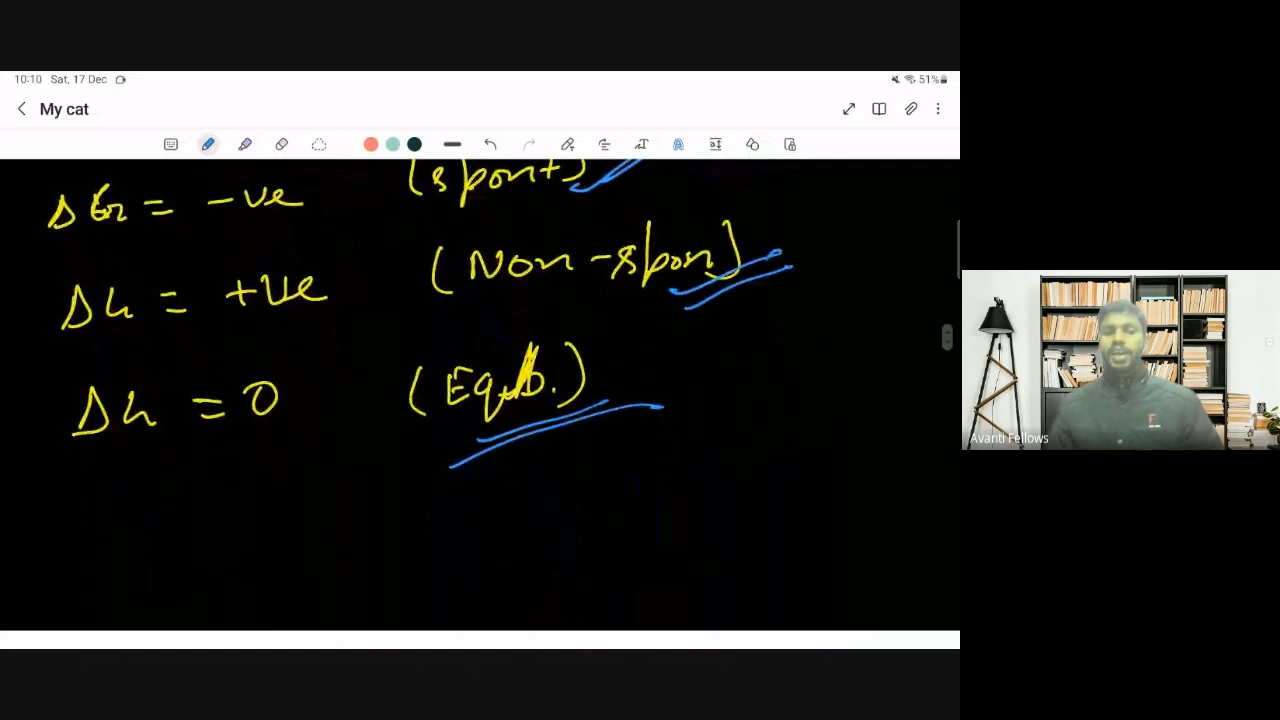 10:10 Sat, 17 Dec 51%
My cat
ΔG = -ve (spont)
ΔG = +ve (Non-spon)
ΔG = 0 (Equb.)
Avanti Fellows